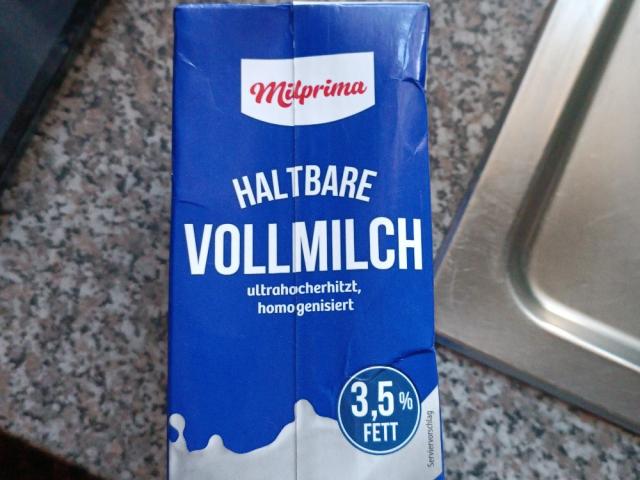 Milprima
HALTBARE
VOLLMILCH
ultrahocherhitzt,
homogenisiert
3,5 %
FETT
Serviervorschlag